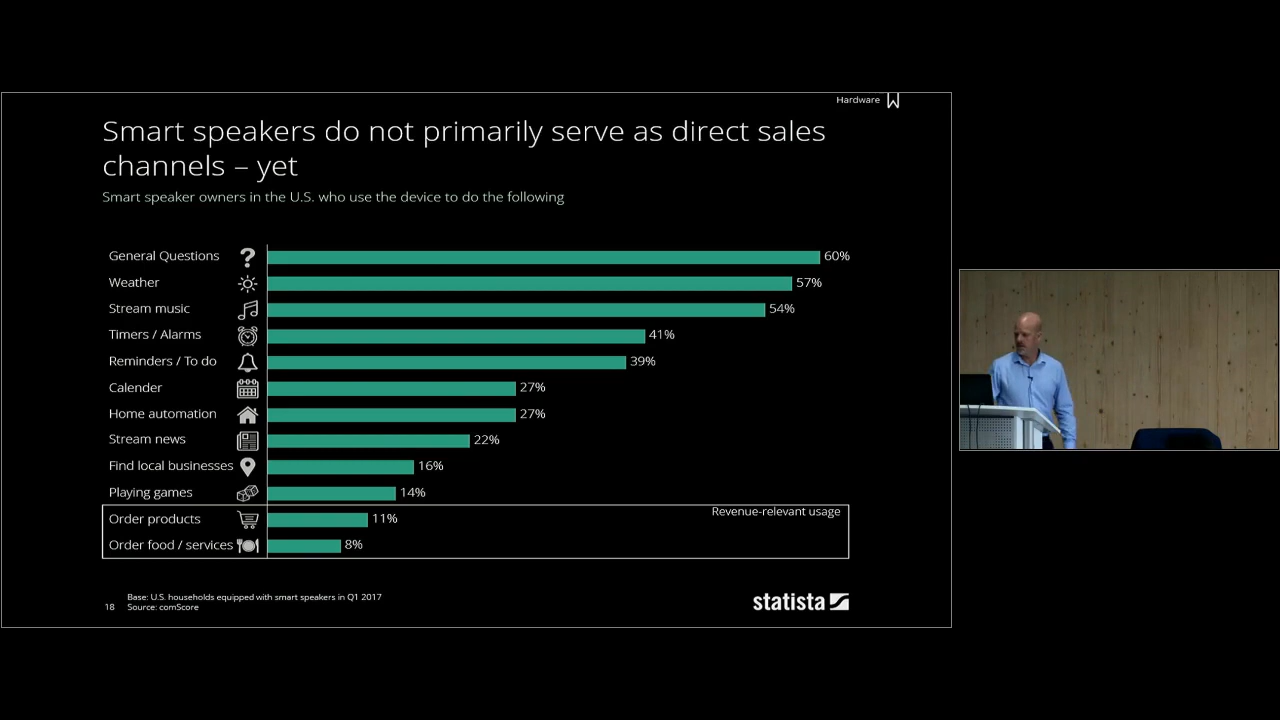 Hardware
Smart speakers do not primarily serve as direct sales
channels – yet
Smart speaker owners in the U.S. who use the device to do the following
General Questions 60%
Weather 57%
Stream music 54%
Timers / Alarms 41%
Reminders / To do 39%
Calender 27%
Home automation 27%
Stream news 22%
Find local businesses 16%
Playing games 14%
Revenue-relevant usage
Order products 11%
Order food / services 8%
Base: U.S. households equipped with smart speakers in Q1 2017
18 Source: comScore
statista